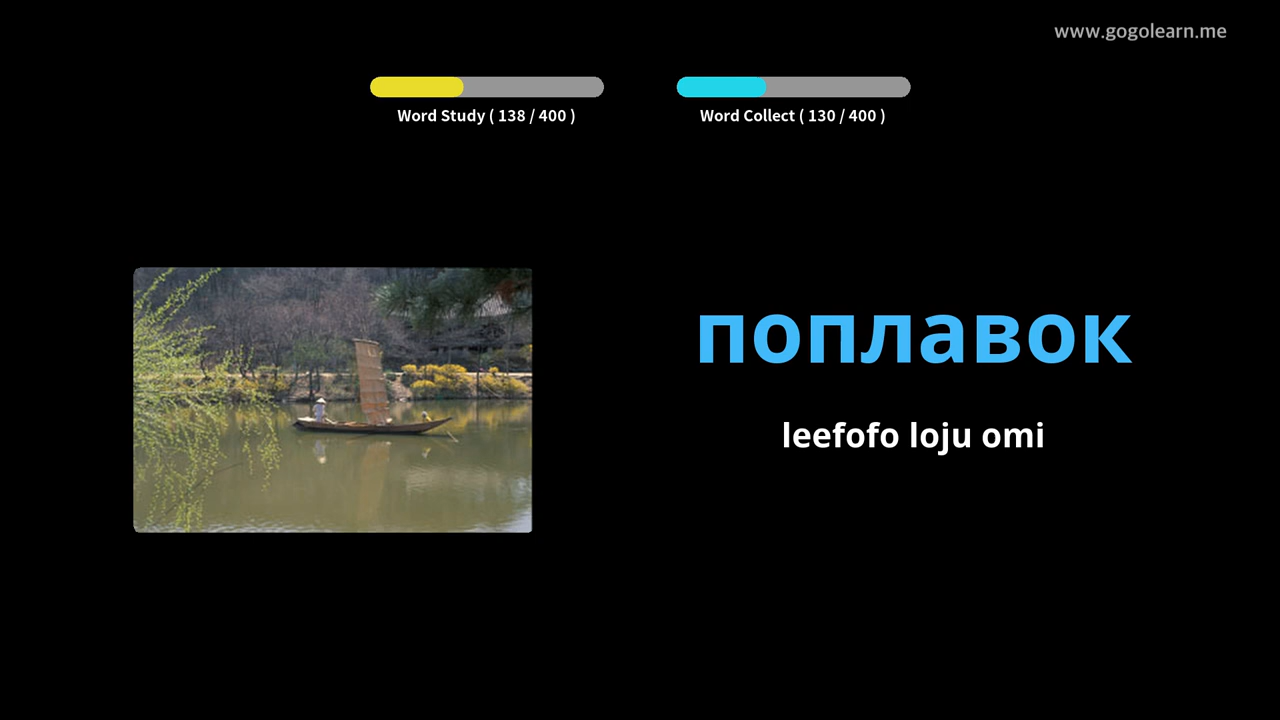 www.gogolearn.me
Word Study ( 138 / 400 )
Word Collect ( 130 / 400 )
поплавок
leefofo loju omi